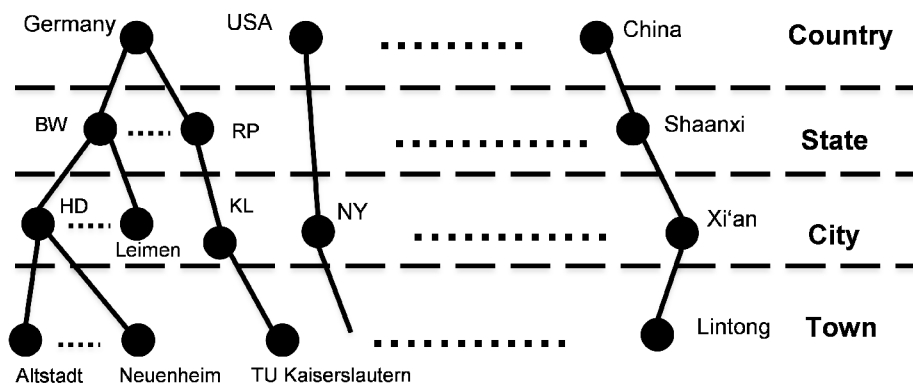 Germany USA China Country
BW RP Shaanxi State
HD Leimen KL NY Xi‘an City
Altstadt Neuenheim TU Kaiserslautern Lintong Town